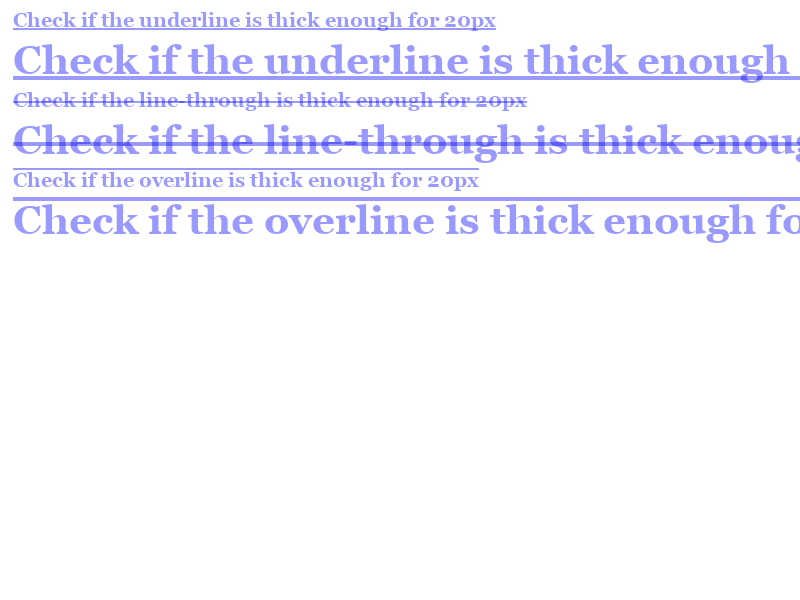 Check if the underline is thick enough for 20px
Check if the underline is thick enough
Check if the line-through is thick enough for 20px
Check if the line-through is thick enoug
Check if the overline is thick enough for 20px
Check if the overline is thick enough fo